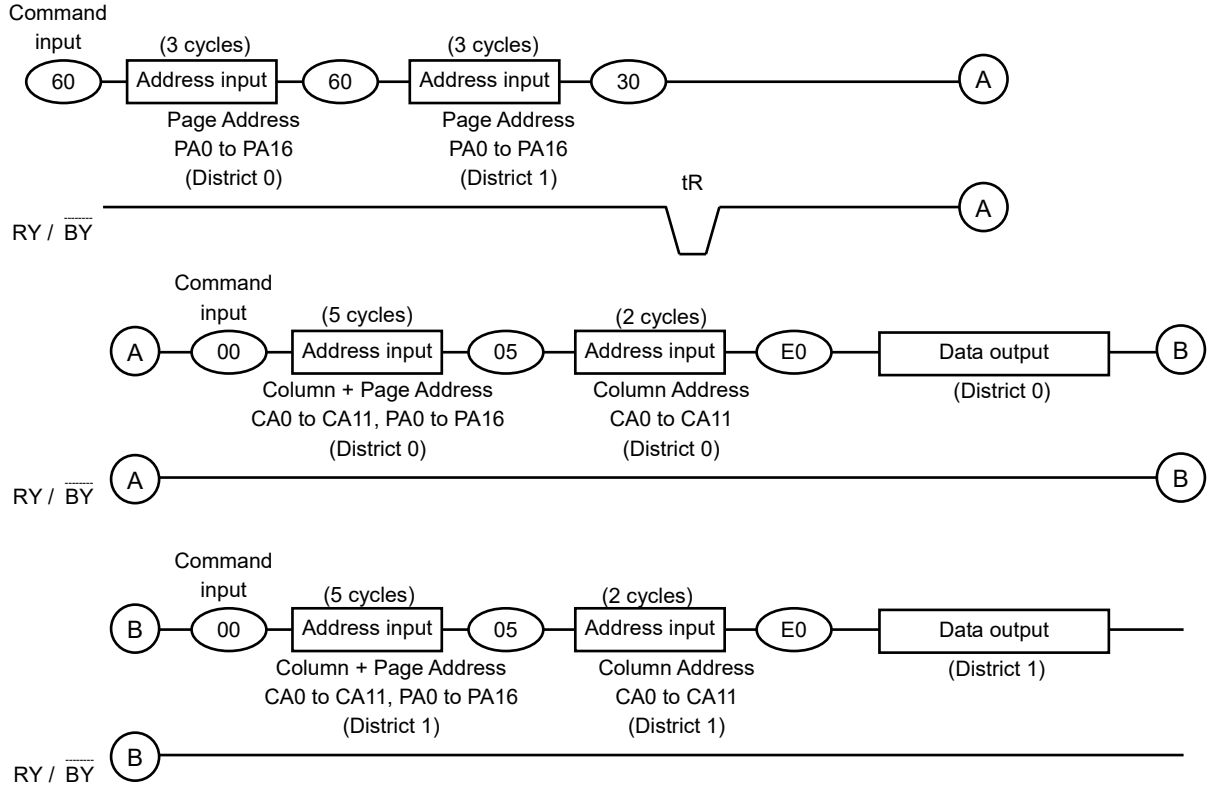 Command
input
(3 cycles) (3 cycles)
60 Address input 60 Address input 30 A
Page Address Page Address
PA0 to PA16 PA0 to PA16
(District 0) (District 1)
tR
A
RY / BY
Command
input
(5 cycles) (2 cycles)
A 00 Address input 05 Address input E0 Data output B
Column + Page Address Column Address (District 0)
CA0 to CA11, PA0 to PA16 CA0 to CA11
(District 0) (District 0)
RY / BY A B
Command
input
(5 cycles) (2 cycles)
B 00 Address input 05 Address input E0 Data output
Column + Page Address Column Address (District 1)
CA0 to CA11, PA0 to PA16 CA0 to CA11
(District 1) (District 1)
RY / BY B